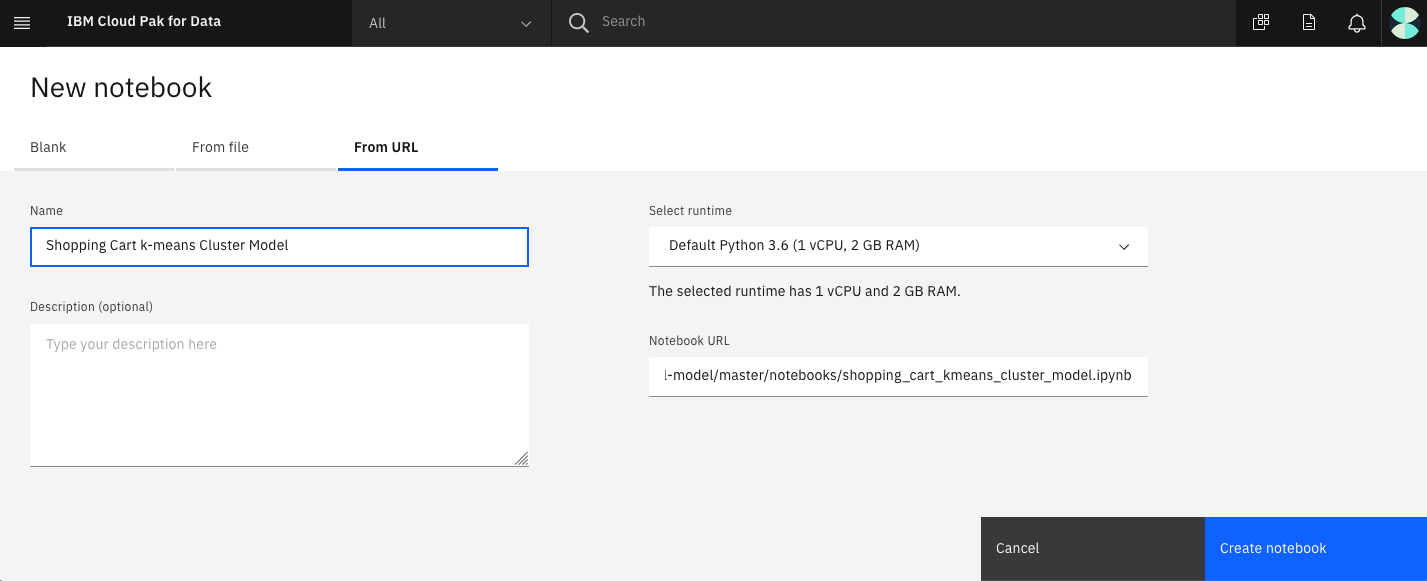 IBM Cloud Pak for Data
All
Search
New notebook
Blank
From file
From URL
Name
Shopping Cart k-means Cluster Model
Description (optional)
Type your description here
Select runtime
Default Python 3.6 (1 vCPU, 2 GB RAM)
The selected runtime has 1 vCPU and 2 GB RAM.
Notebook URL
l-model/master/notebooks/shopping_cart_kmeans_cluster_model.ipynb
Cancel
Create notebook